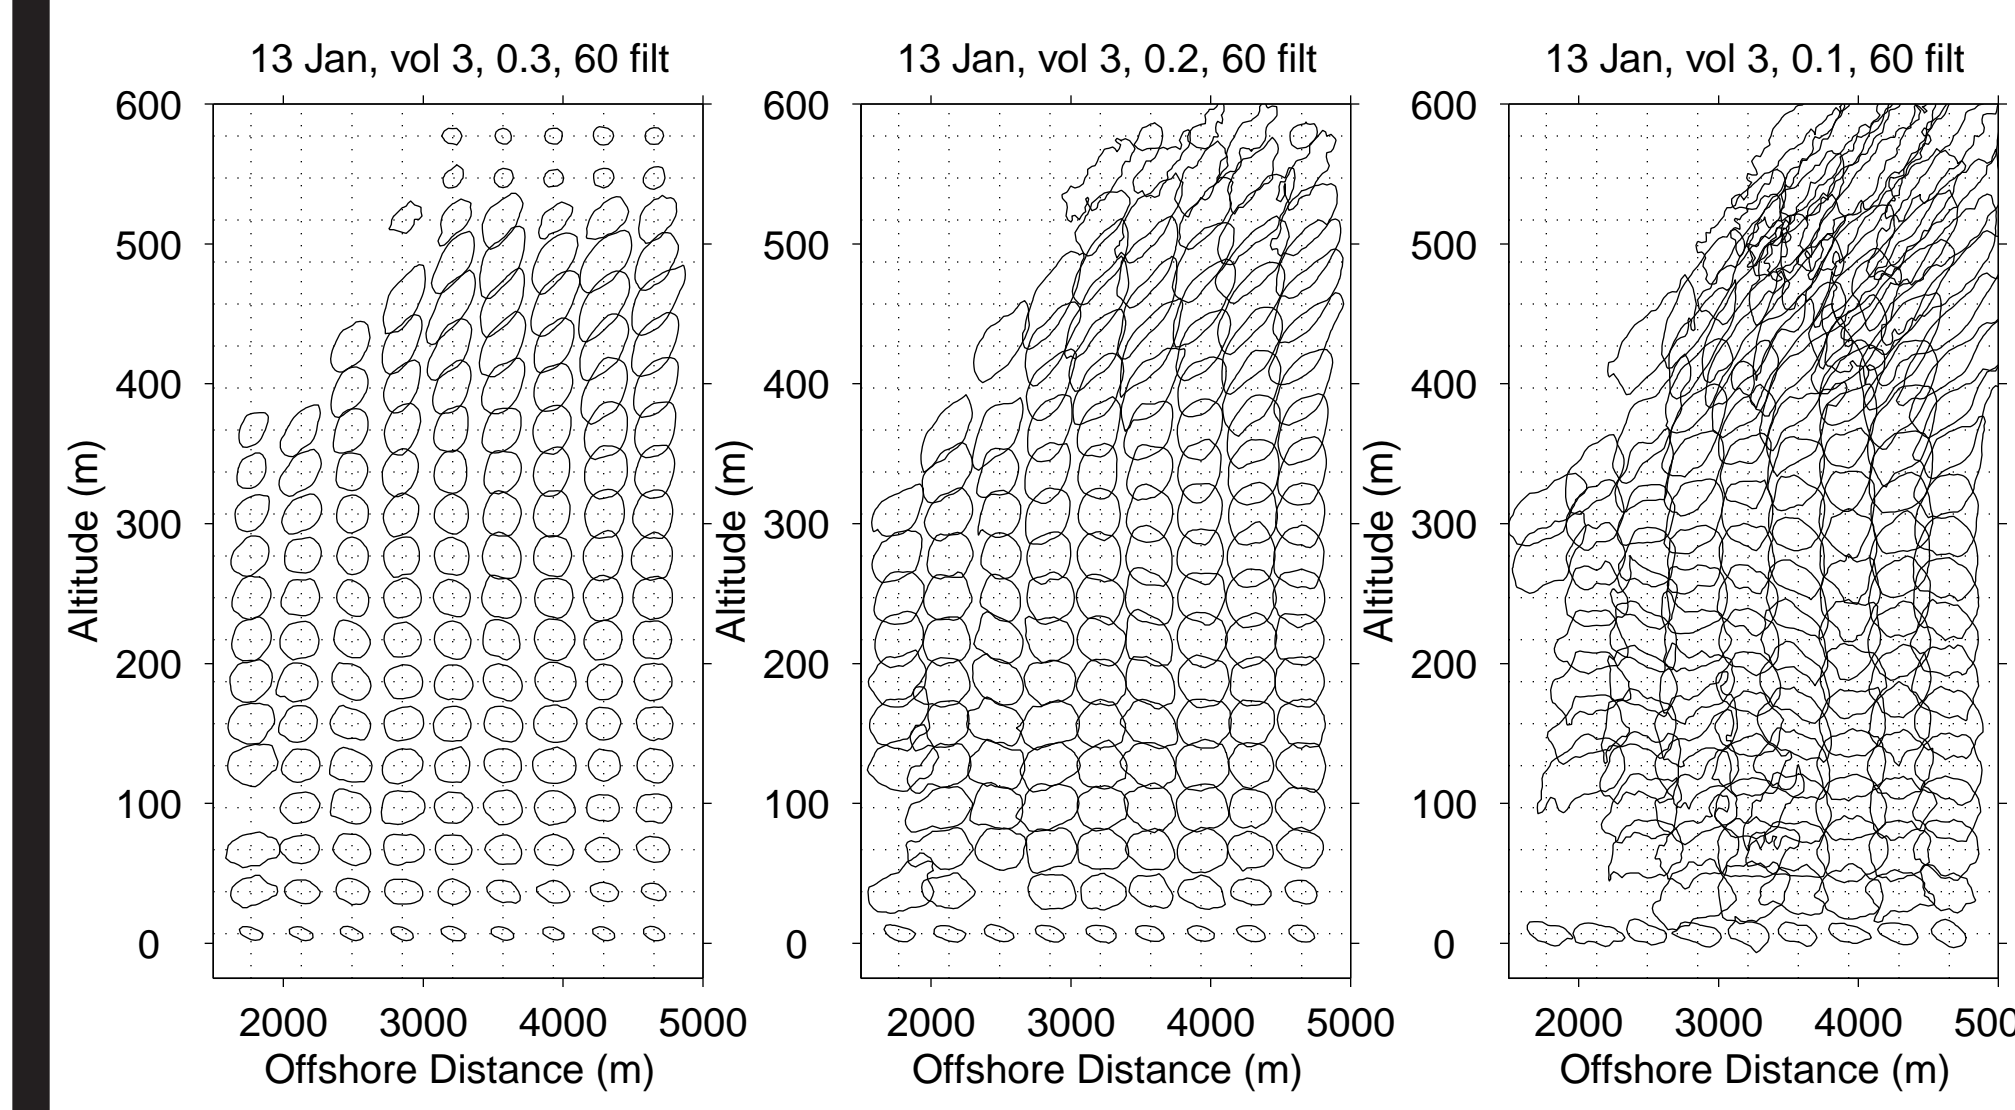 13 Jan, vol 3, 0.3, 60 filt
600
500
400
300
200
100
0
Altitude (m)
2000 3000 4000 5000
Offshore Distance (m)
13 Jan, vol 3, 0.2, 60 filt
600
500
400
300
200
100
0
Altitude (m)
2000 3000 4000 5000
Offshore Distance (m)
13 Jan, vol 3, 0.1, 60 filt
600
500
400
300
200
100
0
Altitude (m)
2000 3000 4000 500
Offshore Distance (m)